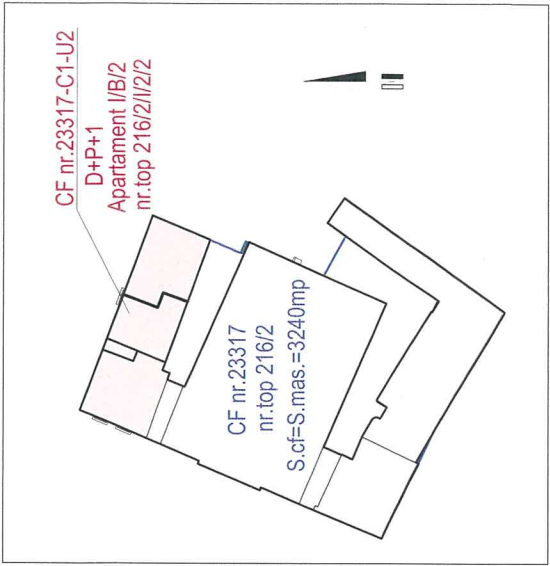 CF nr.23317-C1-U2
D+P+1
Apartament I/B/2
nr.top 216/2/I/2/2
CF nr.23317
nr.top 216/2
S.cf=S.mas.=3240mp